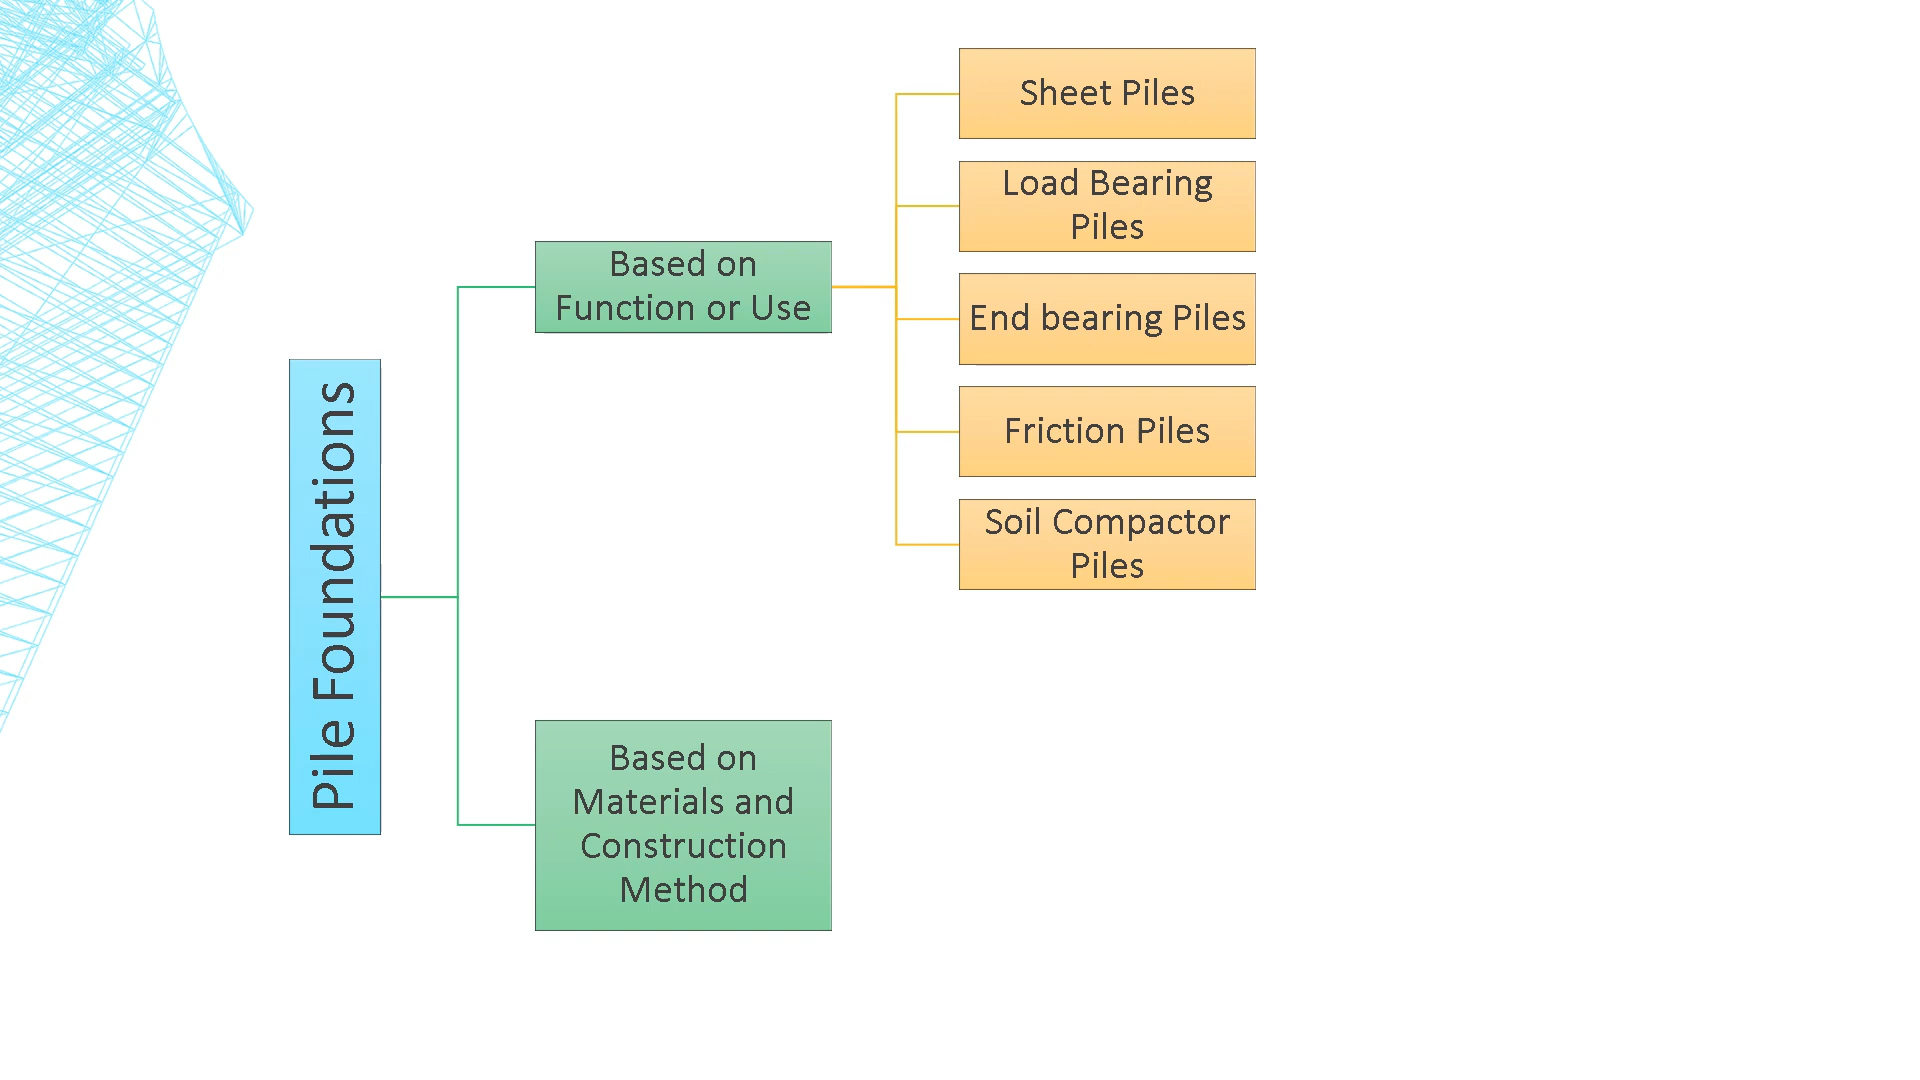 Pile Foundations
Based on
Function or Use
Sheet Piles
Load Bearing
Piles
End bearing Piles
Friction Piles
Soil Compactor
Piles
Based on
Materials and
Construction
Method